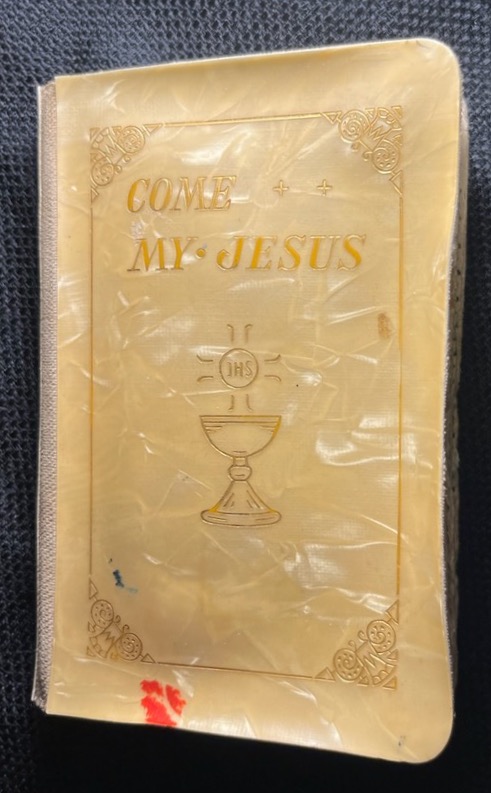 COME + +
MY · JESUS
IHS